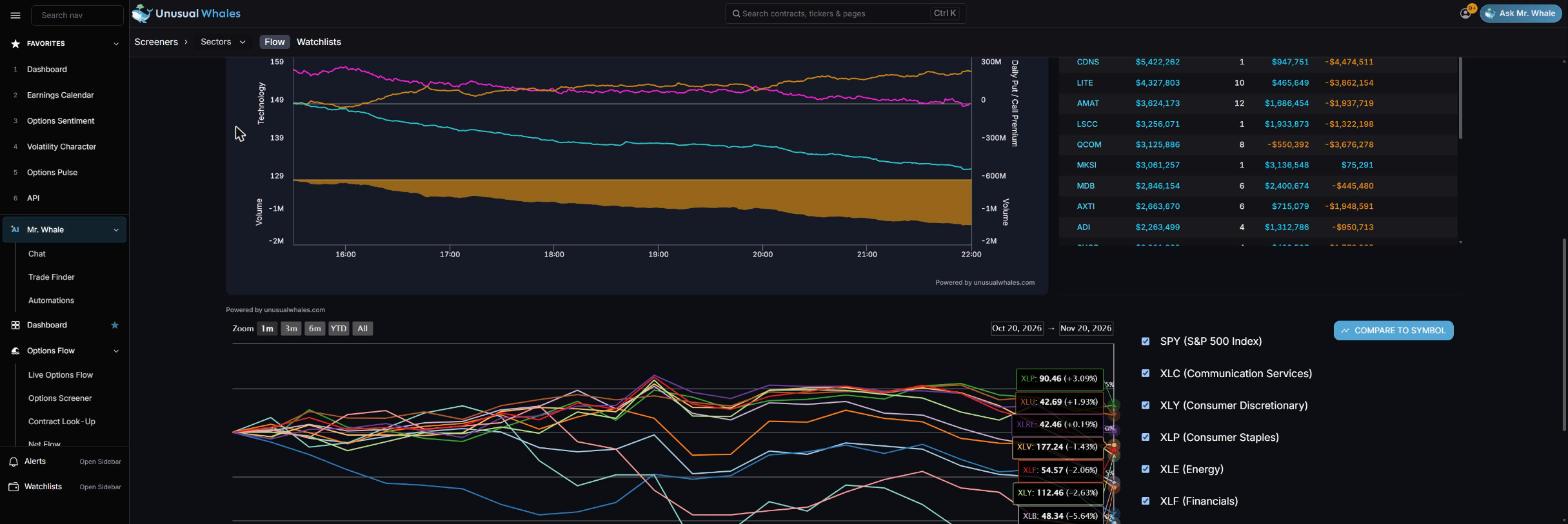 Search nav
Unusual Whales
Search contracts, tickers & pages
Ctrl K
9+
Ask Mr. Whale
FAVORITES
1 Dashboard
2 Earnings Calendar
3 Options Sentiment
4 Volatility Character
5 Options Pulse
6 API
AI Mr. Whale
Chat
Trade Finder
Automations
Dashboard
Options Flow
Live Options Flow
Options Screener
Contract Look-Up
Net Flow
Alerts Open Sidebar
Watchlists Open Sidebar
Screeners
Sectors
Flow
Watchlists
159
149
139
129
-1M
-2M
Technology
Volume
300M
0
-300M
-600M
-1M
-2M
Daily Put / Call Premium
Volume
16:00 17:00 18:00 19:00 20:00 21:00 22:00
Powered by unusualwhales.com
CDNS $5,422,262 1 $947,751 -$4,474,511
LITE $4,327,803 10 $465,649 -$3,862,154
AMAT $3,624,173 12 $1,686,454 -$1,937,719
LSCC $3,256,071 1 $1,933,873 -$1,322,198
QCOM $3,125,886 8 -$550,392 -$3,676,278
MKSI $3,061,257 1 $3,136,548 $75,291
MDB $2,846,154 6 $2,400,674 -$445,480
AXTI $2,663,670 6 $715,079 -$1,948,591
ADI $2,263,499 4 $1,312,786 -$950,713
Powered by unusualwhales.com
Zoom 1m 3m 6m YTD All
Oct 20, 2026 → Nov 20, 2026
XLP: 90.46 (+3.09%)
XLU: 42.69 (+1.93%)
XLRE: 42.46 (+0.19%)
XLV: 177.24 (−1.43%)
XLF: 54.57 (−2.06%)
XLY: 112.46 (−2.63%)
XLB: 48.34 (−5.64%)
COMPARE TO SYMBOL
SPY (S&P 500 Index)
XLC (Communication Services)
XLY (Consumer Discretionary)
XLP (Consumer Staples)
XLE (Energy)
XLF (Financials)